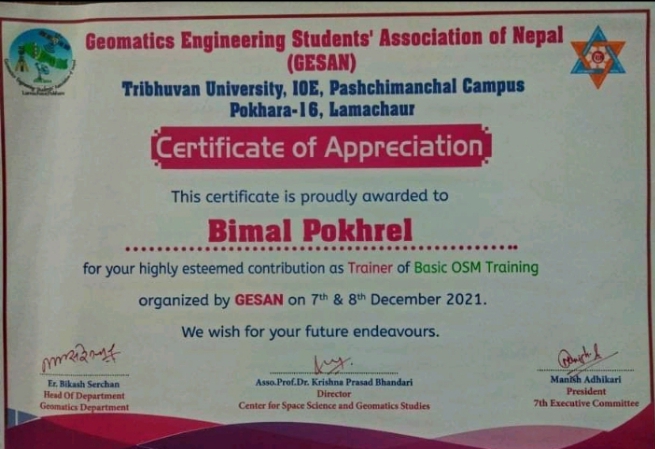 Geomatics Engineering Students' Association of Nepal
(GESAN)
Tribhuvan University, IOE, Pashchimanchal Campus
Pokhara-16, Lamachaur
Certificate of Appreciation
This certificate is proudly awarded to
Bimal Pokhrel
for your highly esteemed contribution as Trainer of Basic OSM Training
organized by GESAN on 7th & 8th December 2021.
We wish for your future endeavours.
Er. Bikash Serchan
Head Of Department
Geomatics Department
Asso.Prof.Dr. Krishna Prasad Bhandari
Director
Center for Space Science and Geomatics Studies
Manish Adhikari
President
7th Executive Committee